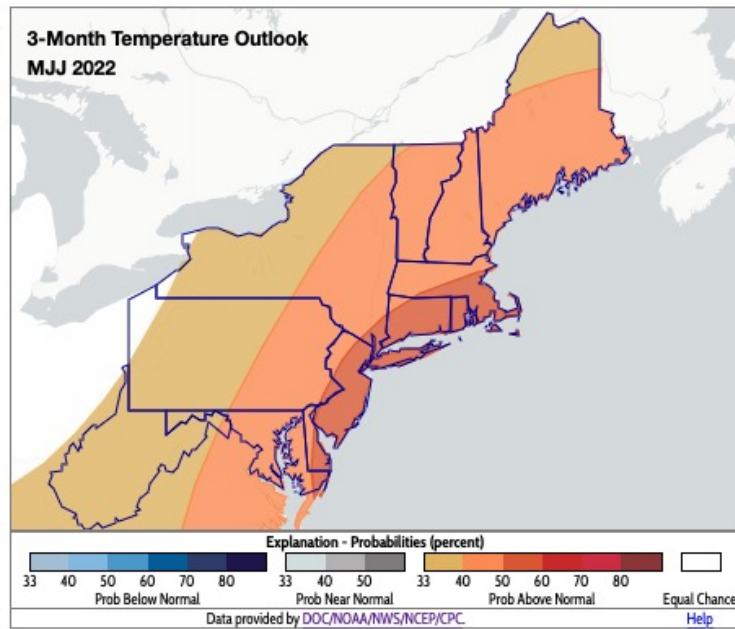 3-Month Temperature Outlook
MJJ 2022
Explanation - Probabilities (percent)
33 40 50 60 70 80 33 40 50 33 40 50 60 70 80
Prob Below Normal Prob Near Normal Prob Above Normal Equal Chance
Data provided by DOC/NOAA/NWS/NCEP/CPC. Help